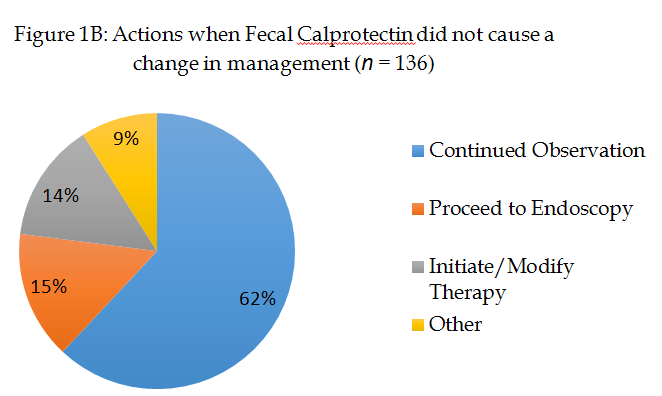 Figure 1B: Actions when Fecal Calprotectin did not cause a
change in management (n = 136)
9%
14%
15%
62%
Continued Observation
Proceed to Endoscopy
Initiate/Modify
Therapy
Other